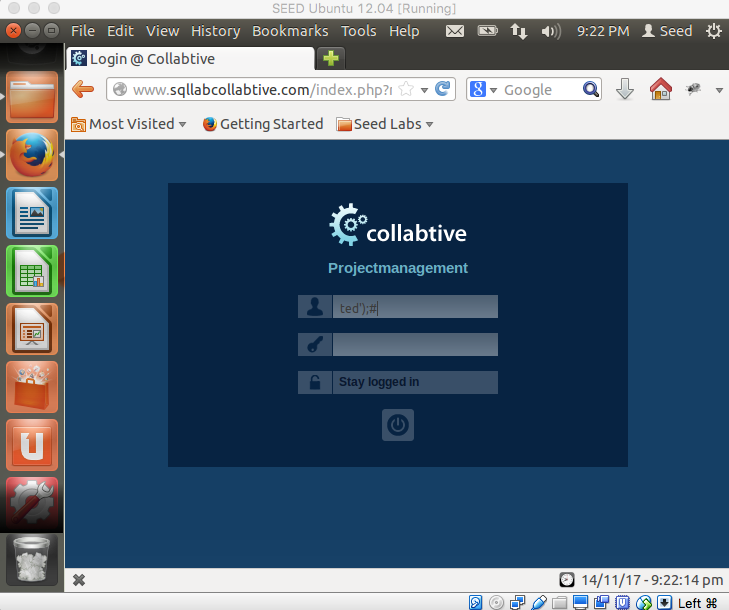 SEED Ubuntu 12.04 [Running]
File Edit View History Bookmarks Tools Help 9:22 PM Seed
Login @ Collabtive
www.sqllabcollabtive.com/index.php? Google
Most Visited Getting Started Seed Labs
collabtive
Projectmanagement
ted');#
Stay logged in
14/11/17 - 9:22:14 pm
Left ⌘